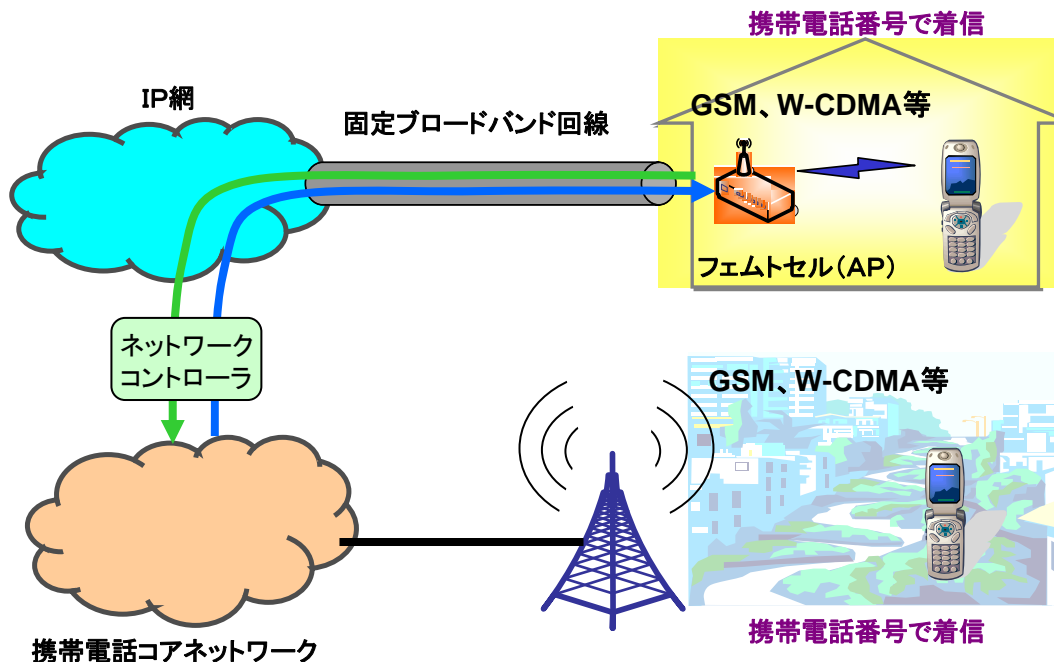 携帯電話番号で着信
IP網
固定ブロードバンド回線
GSM、W-CDMA等
フェムトセル（AP）
ネットワーク
コントローラ
GSM、W-CDMA等
携帯電話番号で着信
携帯電話コアネットワーク